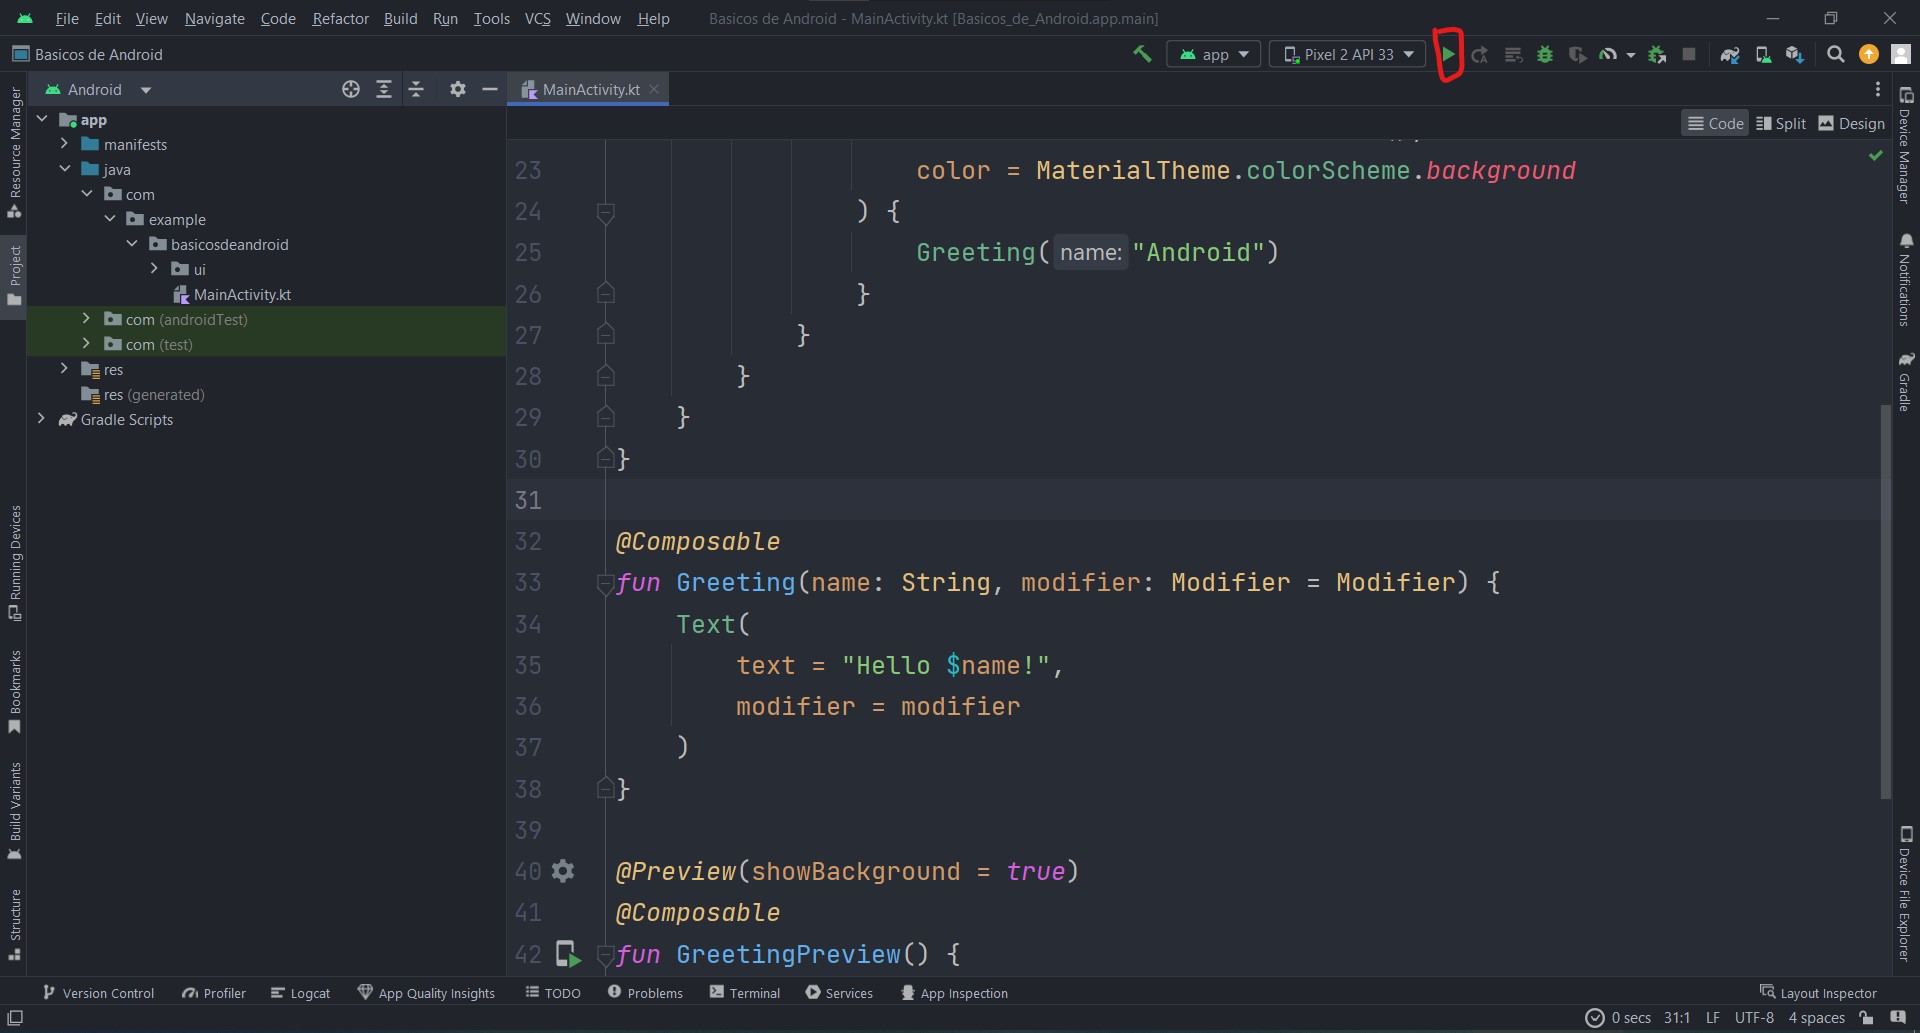 File Edit View Navigate Code Refactor Build Run Tools VCS Window Help Basicos de Android - MainActivity.kt [Basicos_de_Android.app.main]
Basicos de Android app Pixel 2 API 33
Android MainActivity.kt
Code Split Design
app
manifests
java
com
example
basicosdeandroid
ui
MainActivity.kt
com (androidTest)
com (test)
res
res (generated)
Gradle Scripts
23 color = MaterialTheme.colorScheme.background
24 ) {
25 Greeting( name: "Android")
26 }
27 }
28 }
29 }
30 }
31
32 @Composable
33 fun Greeting(name: String, modifier: Modifier = Modifier) {
34 Text(
35 text = "Hello $name!",
36 modifier = modifier
37 )
38 }
39
40 @Preview(showBackground = true)
41 @Composable
42 fun GreetingPreview() {
Resource Manager
Project
Running Devices
Bookmarks
Build Variants
Structure
Device Manager
Notifications
Gradle
Device File Explorer
Version Control Profiler Logcat App Quality Insights TODO Problems Terminal Services App Inspection Layout Inspector
0 secs 31:1 LF UTF-8 4 spaces